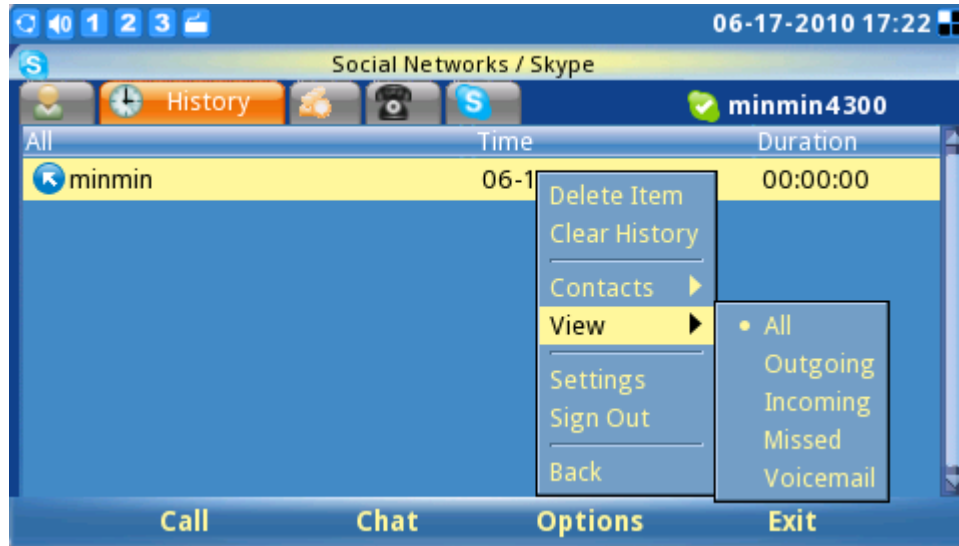 1 2 3 06-17-2010 17:22
Social Networks / Skype
History minmin4300
All Time Duration
minmin 06-1 00:00:00
Delete Item
Clear History
Contacts
View
Settings
Sign Out
Back
All
Outgoing
Incoming
Missed
Voicemail
Call Chat Options Exit